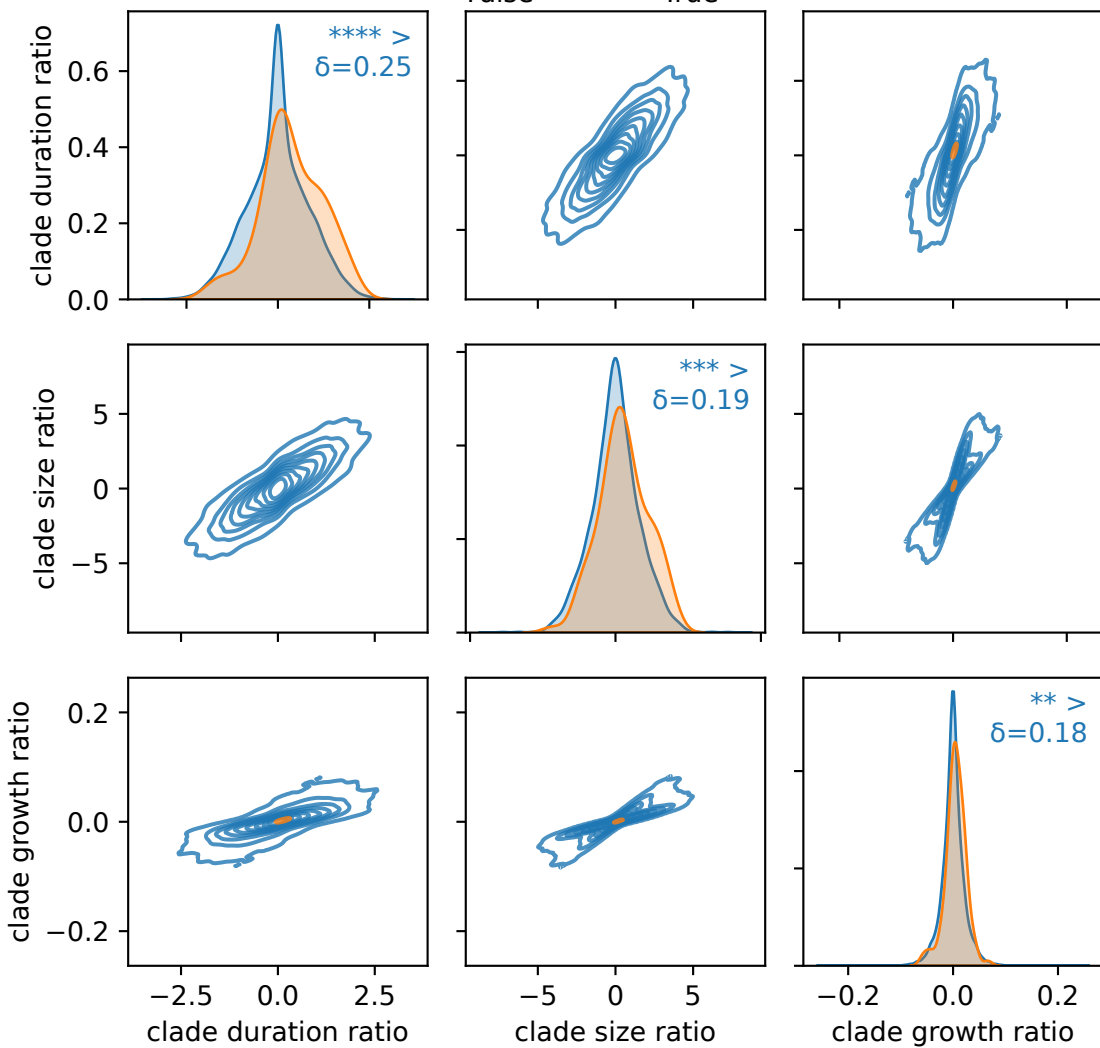 **** >
δ=0.25
clade duration ratio
0.6
0.4
0.2
0.0
*** >
δ=0.19
clade size ratio
5
0
−5
** >
δ=0.18
clade growth ratio
0.2
0.0
−0.2
−2.5 0.0 2.5 −5 0 5 −0.2 0.0 0.2
clade duration ratio clade size ratio clade growth ratio